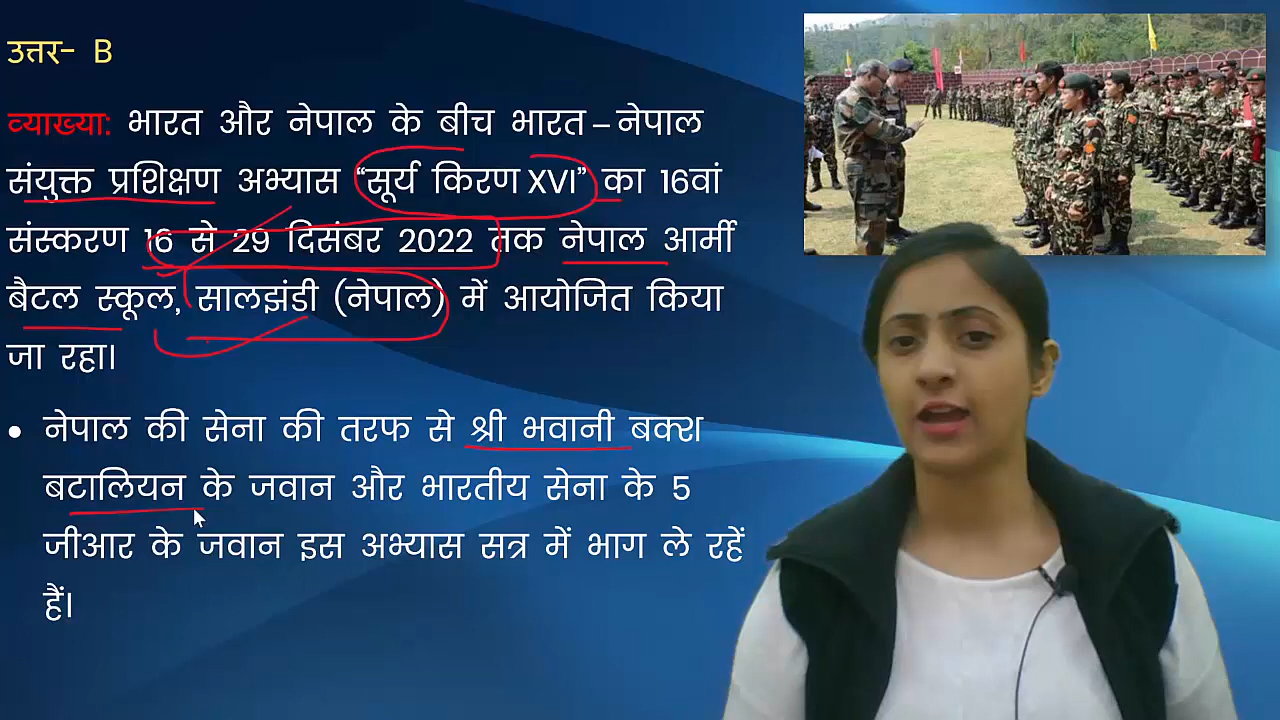 उत्तर- B
व्याख्या: भारत और नेपाल के बीच भारत – नेपाल
संयुक्त प्रशिक्षण अभ्यास “सूर्य किरण XVI” का 16वां
संस्करण 16 से 29 दिसंबर 2022 तक नेपाल आर्मी
बैटल स्कूल, सालझंडी (नेपाल) में आयोजित किया
जा रहा।
• नेपाल की सेना की तरफ से श्री भवानी बक्श
बटालियन के जवान और भारतीय सेना के 5
जीआर के जवान इस अभ्यास सत्र में भाग ले रहें
हैं।